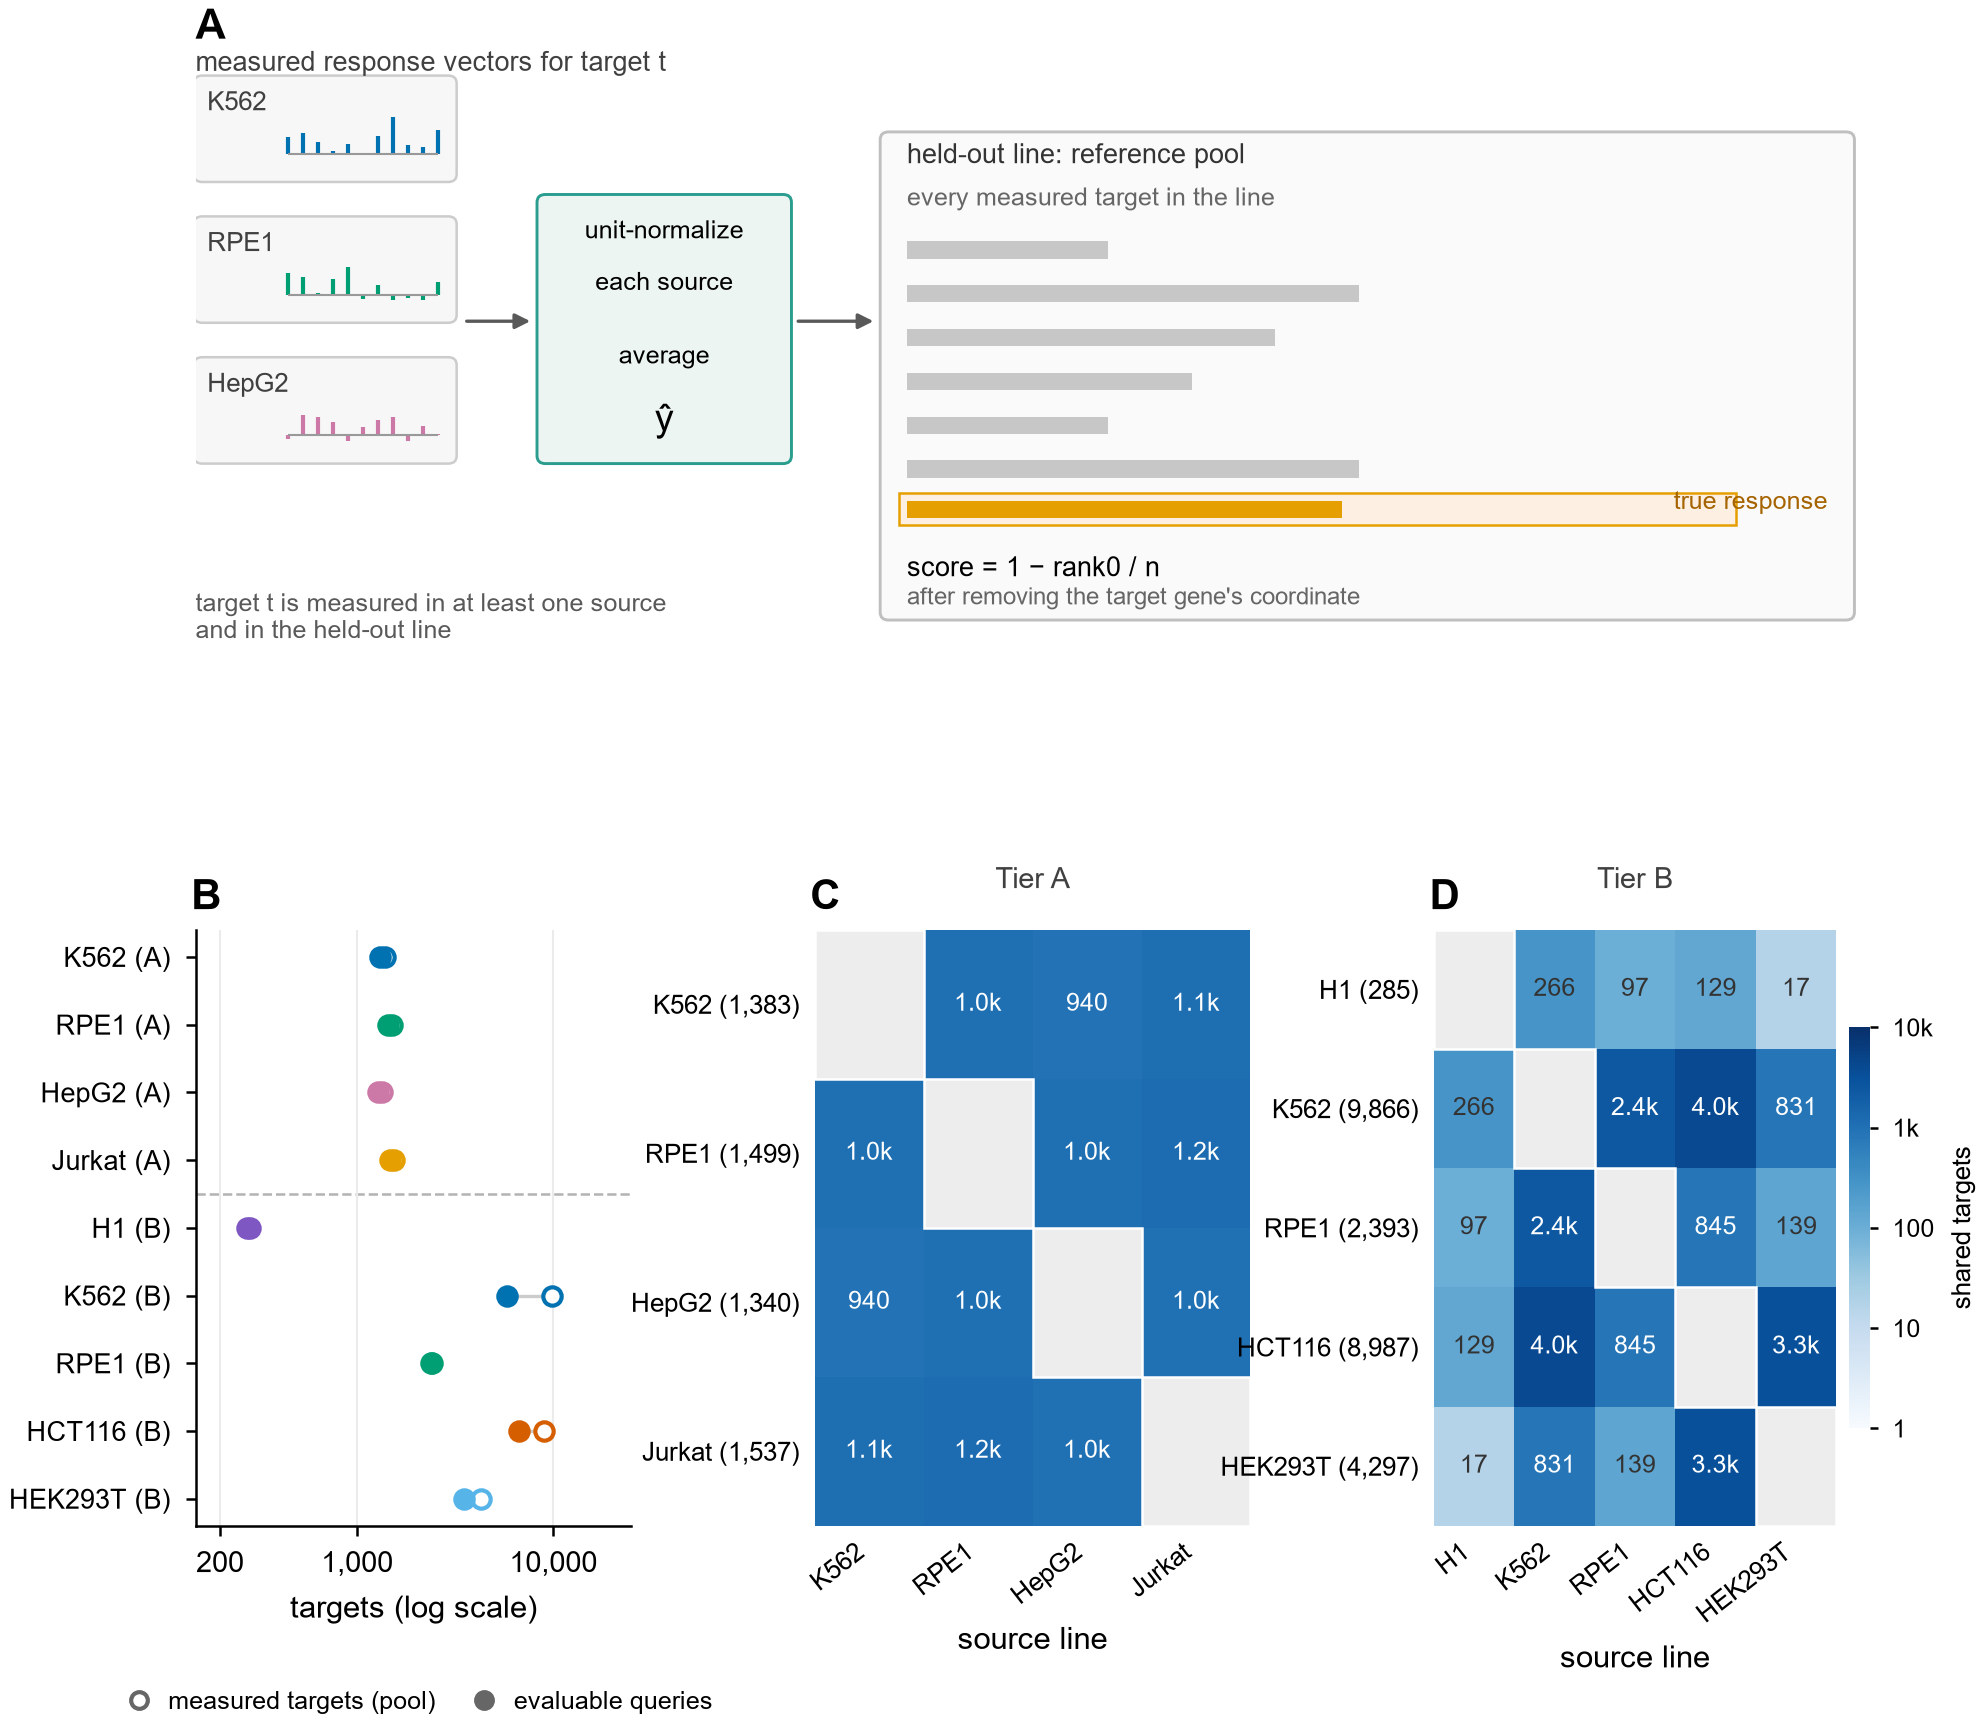 A
measured response vectors for target t
K562
RPE1
HepG2
unit-normalize
each source
average
ŷ
held-out line: reference pool
every measured target in the line
true response
score = 1 − rank0 / n
after removing the target gene's coordinate
target t is measured in at least one source
and in the held-out line
B
K562 (A)
RPE1 (A)
HepG2 (A)
Jurkat (A)
H1 (B)
K562 (B)
RPE1 (B)
HCT116 (B)
HEK293T (B)
200 1,000 10,000
targets (log scale)
measured targets (pool) evaluable queries
C
Tier A
K562 (1,383) 1.0k 940 1.1k
RPE1 (1,499) 1.0k 1.0k 1.2k
HepG2 (1,340) 940 1.0k 1.0k
Jurkat (1,537) 1.1k 1.2k 1.0k
K562 RPE1 HepG2 Jurkat
source line
D
Tier B
H1 (285) 266 97 129 17
K562 (9,866) 266 2.4k 4.0k 831
RPE1 (2,393) 97 2.4k 845 139
HCT116 (8,987) 129 4.0k 845 3.3k
HEK293T (4,297) 17 831 139 3.3k
H1 K562 RPE1 HCT116 HEK293T
source line
10k
1k
100
10
1
shared targets